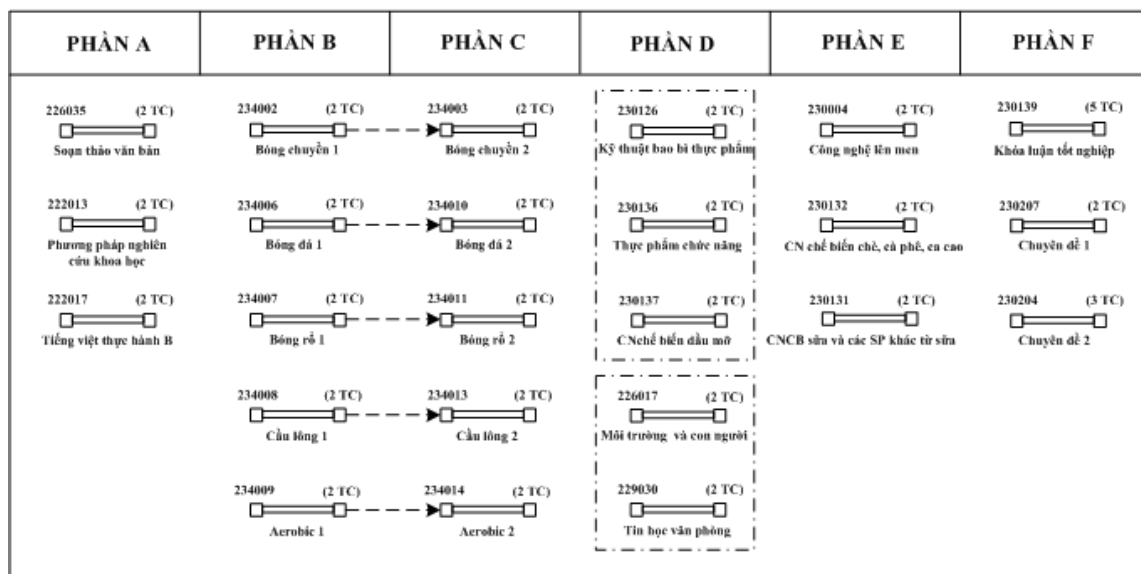 PHẦN A
PHẦN B
PHẦN C
PHẦN D
PHẦN E
PHẦN F
226035 (2 TC)
Soạn thảo văn bản
222013 (2 TC)
Phương pháp nghiên
cứu khoa học
222017 (2 TC)
Tiếng việt thực hành B
234002 (2 TC)
Bóng chuyền 1
234006 (2 TC)
Bóng đá 1
234007 (2 TC)
Bóng rổ 1
234008 (2 TC)
Cầu lông 1
234009 (2 TC)
Aerobic 1
234003 (2 TC)
Bóng chuyền 2
234010 (2 TC)
Bóng đá 2
234011 (2 TC)
Bóng rổ 2
234013 (2 TC)
Cầu lông 2
234014 (2 TC)
Aerobic 2
230126 (2 TC)
Kỹ thuật bao bì thực phẩm
230136 (2 TC)
Thực phẩm chức năng
230137 (2 TC)
CNchế biến dầu mỡ
226017 (2 TC)
Môi trường và con người
229030 (2 TC)
Tin học văn phòng
230004 (2 TC)
Công nghệ lên men
230132 (2 TC)
CN chế biến chè, cà phê, ca cao
230131 (2 TC)
CNCB sữa và các SP khác từ sữa
230139 (5 TC)
Khóa luận tốt nghiệp
230207 (2 TC)
Chuyên đề 1
230204 (3 TC)
Chuyên đề 2